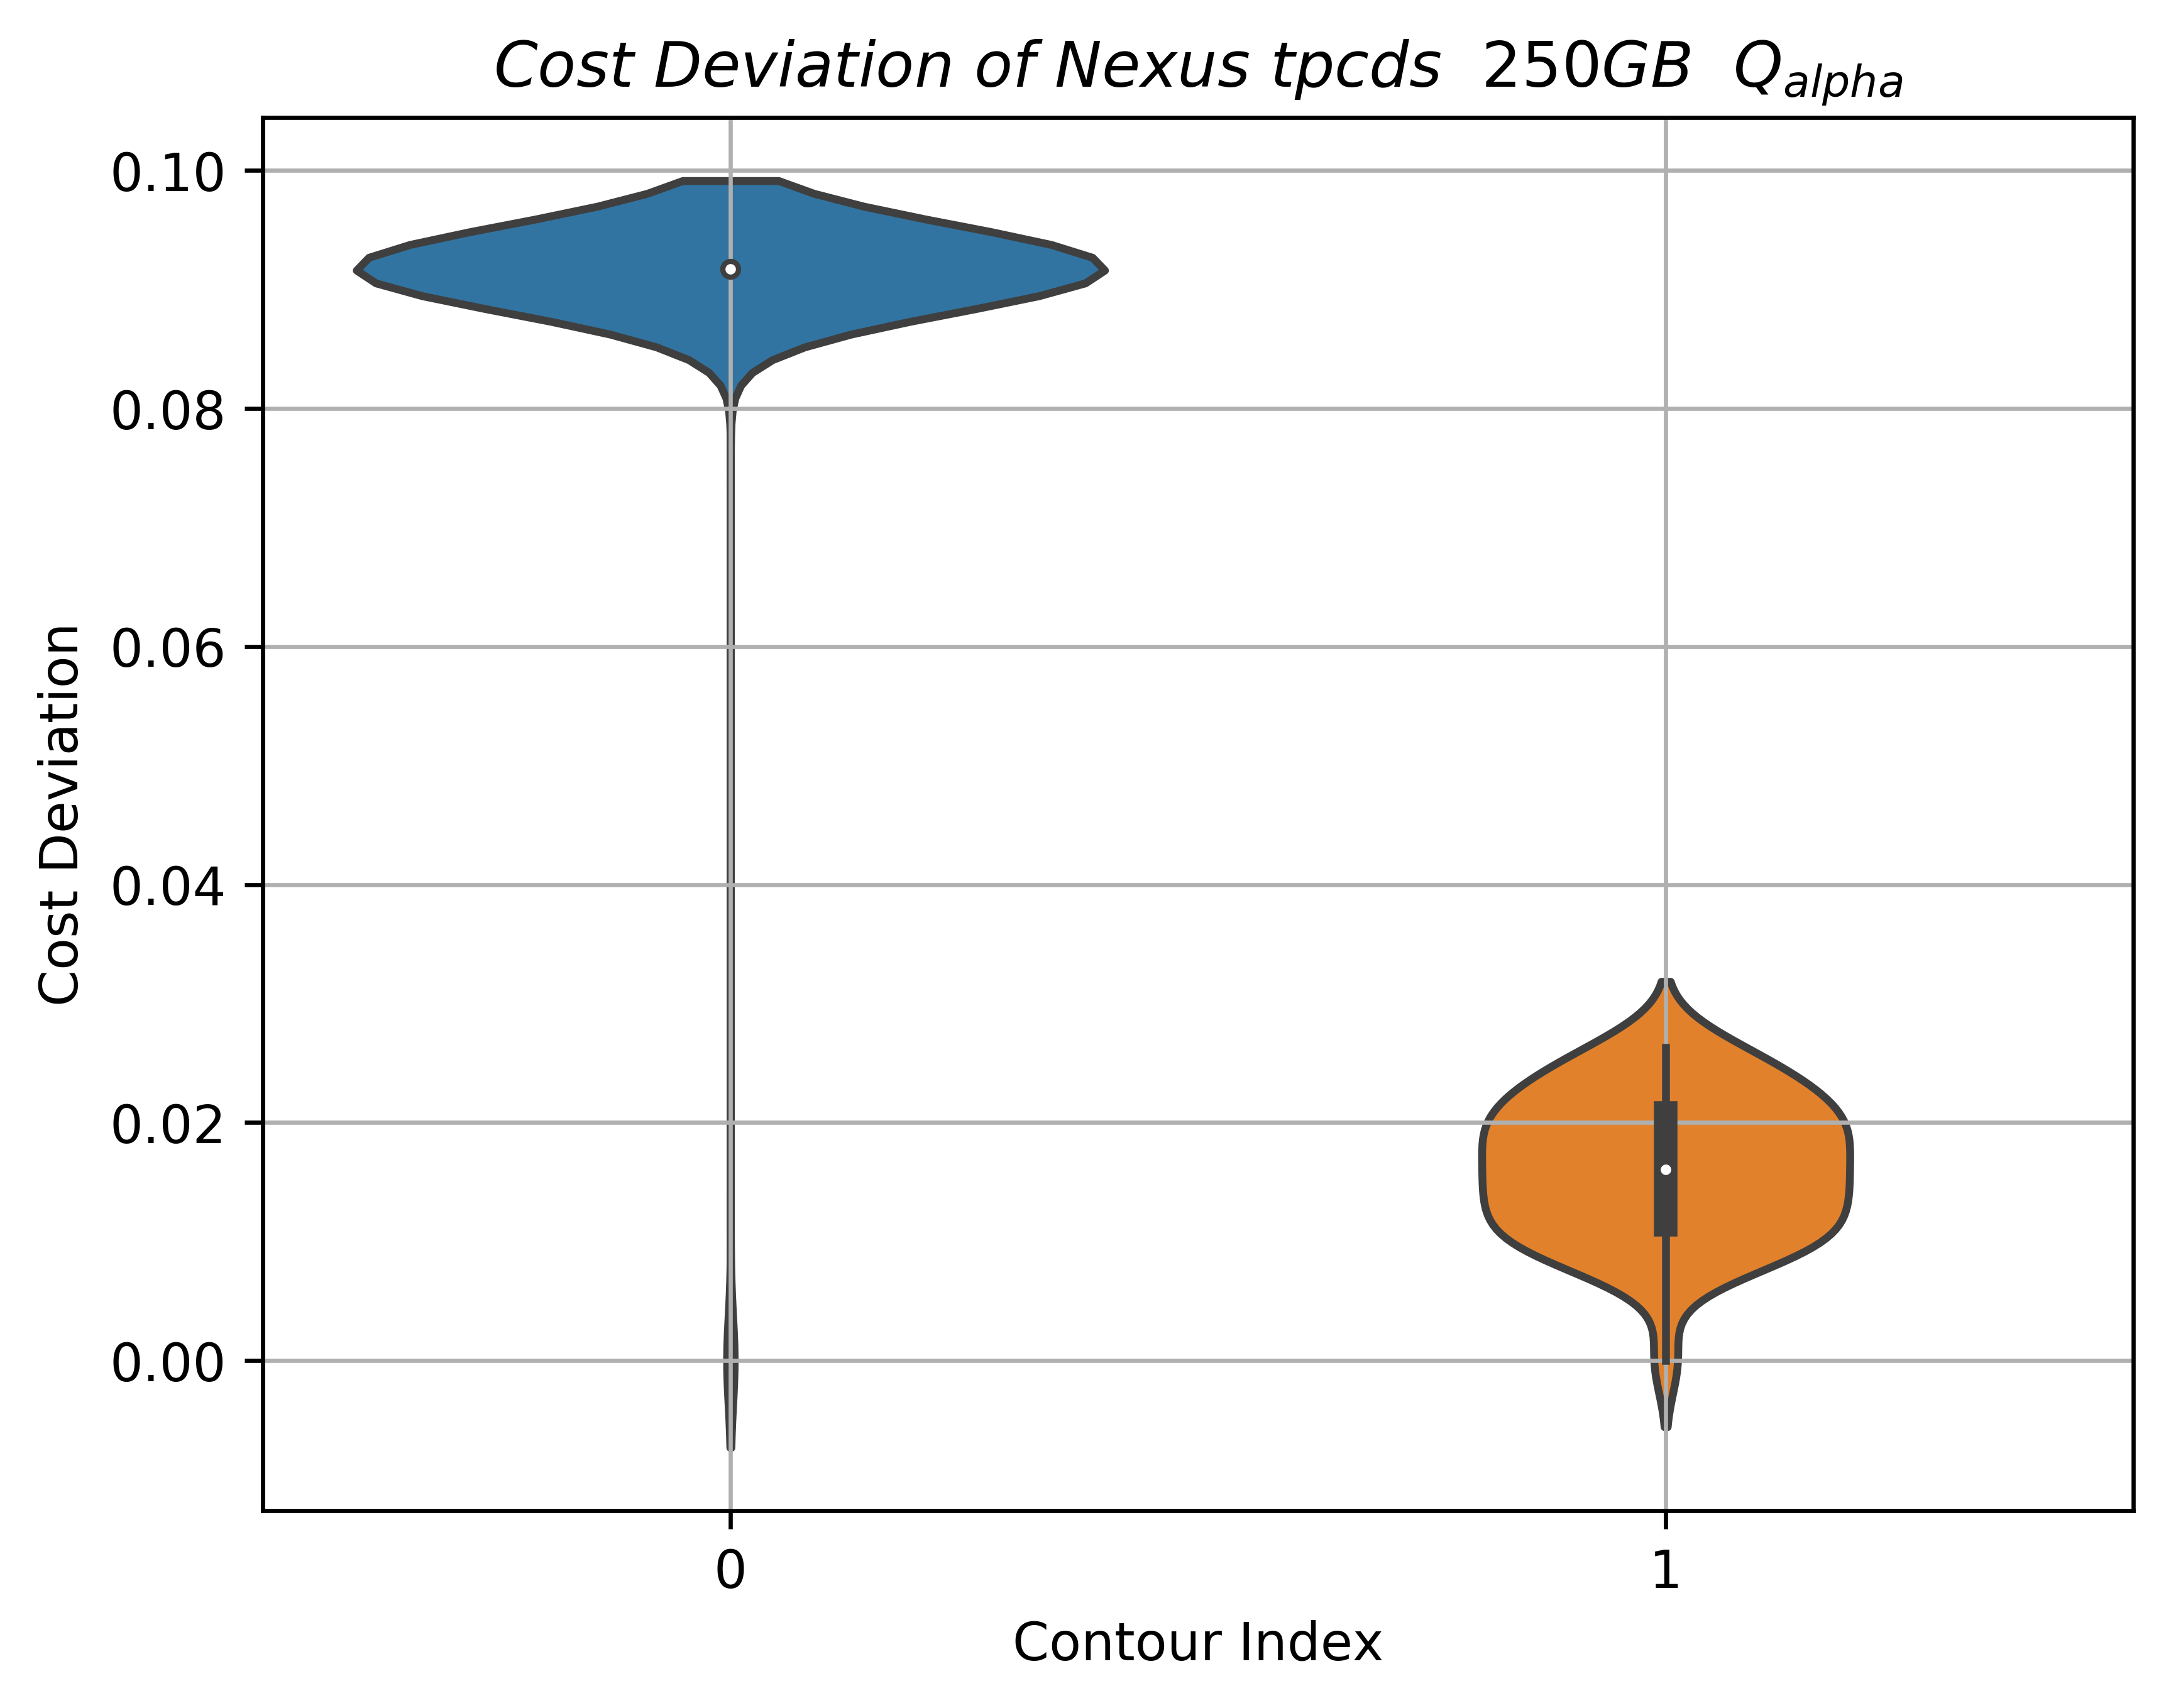 Cost Deviation of Nexus tpcds 250GB Q_alpha
0.10
0.08
0.06
0.04
0.02
0.00
Cost Deviation
0 1
Contour Index